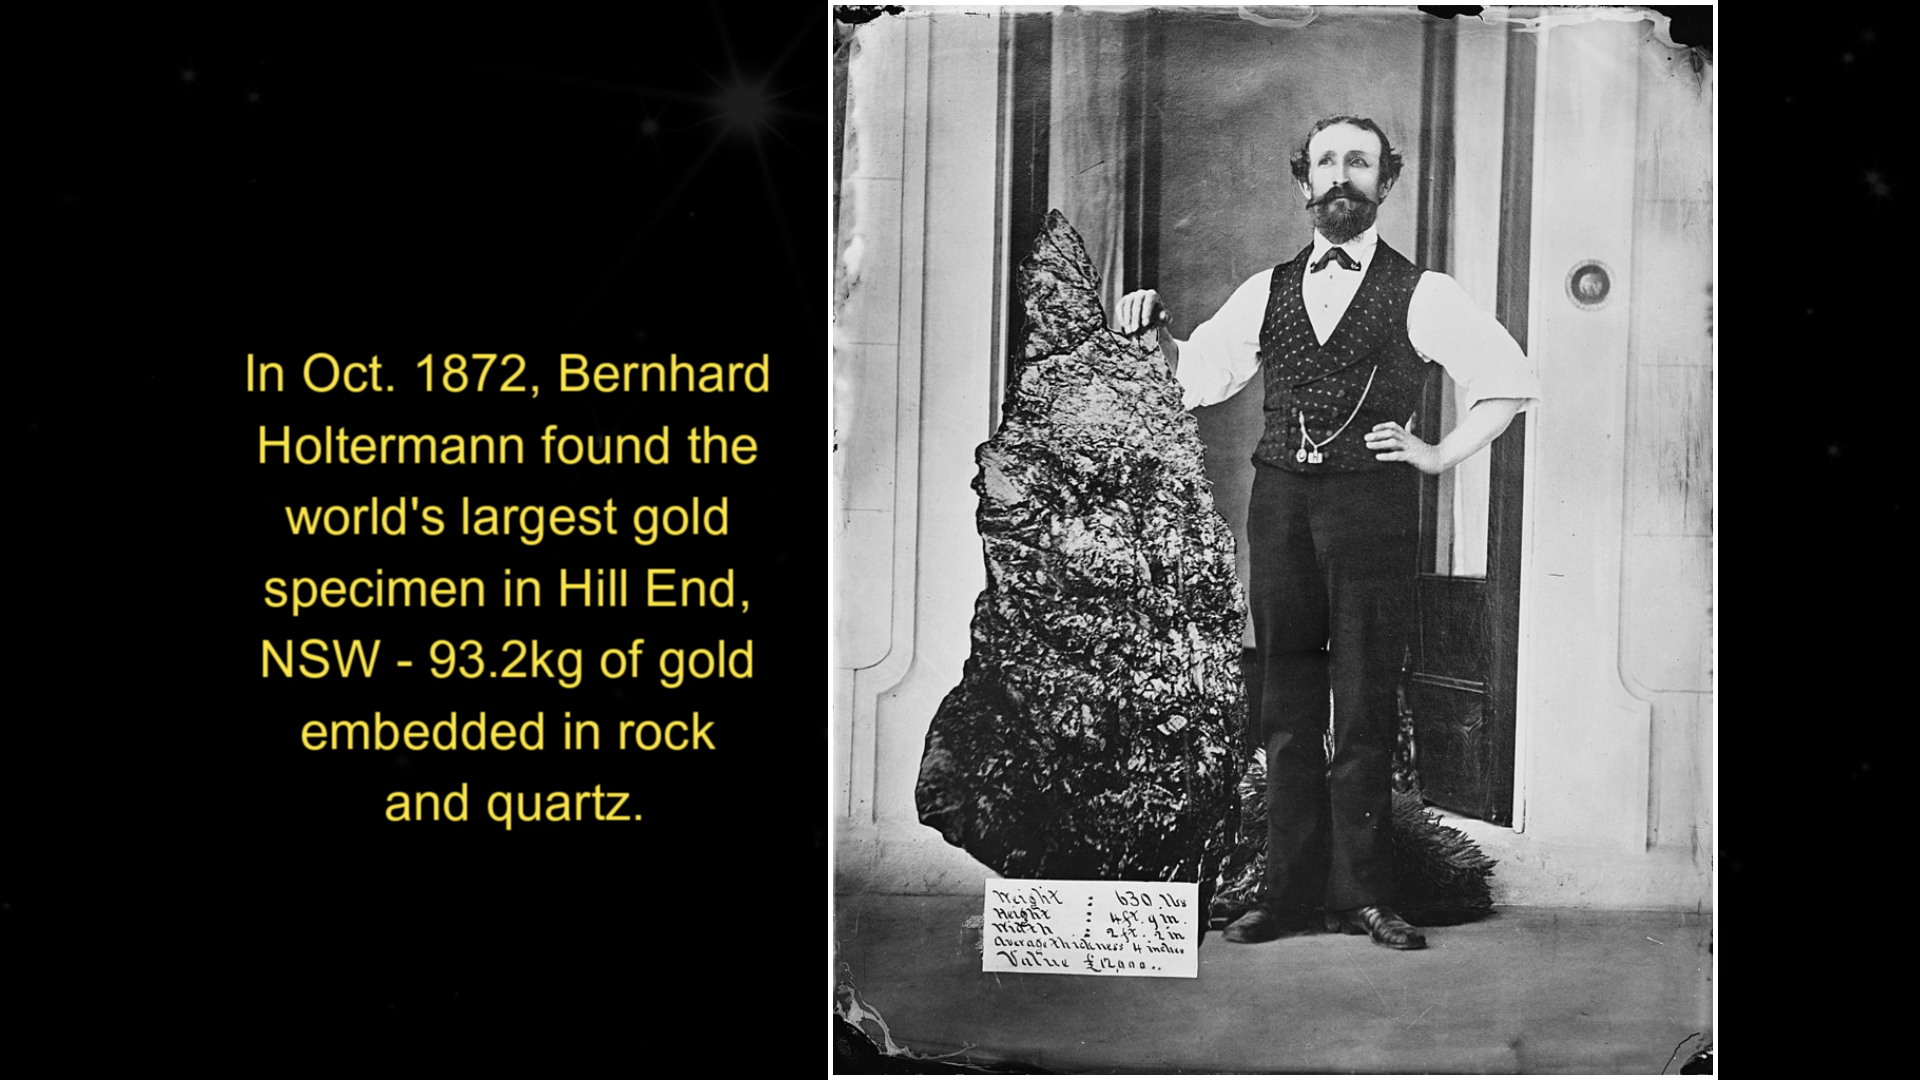 In Oct. 1872, Bernhard
Holtermann found the
world's largest gold
specimen in Hill End,
NSW - 93.2kg of gold
embedded in rock
and quartz.
Weight : 630 lbs
Height : 4ft. 9in.
Width : 2ft. 2in
Average thickness 4 inches
Value £12,000..